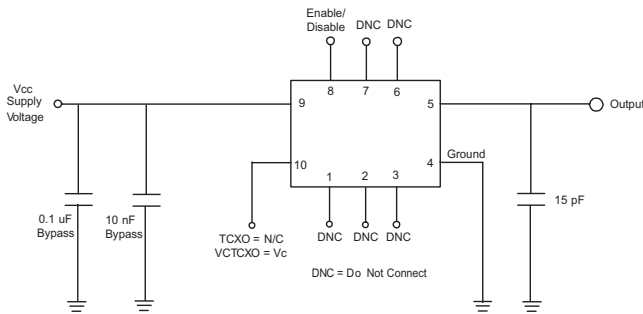 Enable/
Disable
DNC
DNC
Vcc
Supply
Voltage
8
7
6
9
5
Output
10
4
Ground
1
2
3
0.1 uF
Bypass
10 nF
Bypass
15 pF
TCXO = N/C
VCTCXO = Vc
DNC
DNC
DNC
DNC = Do Not Connect